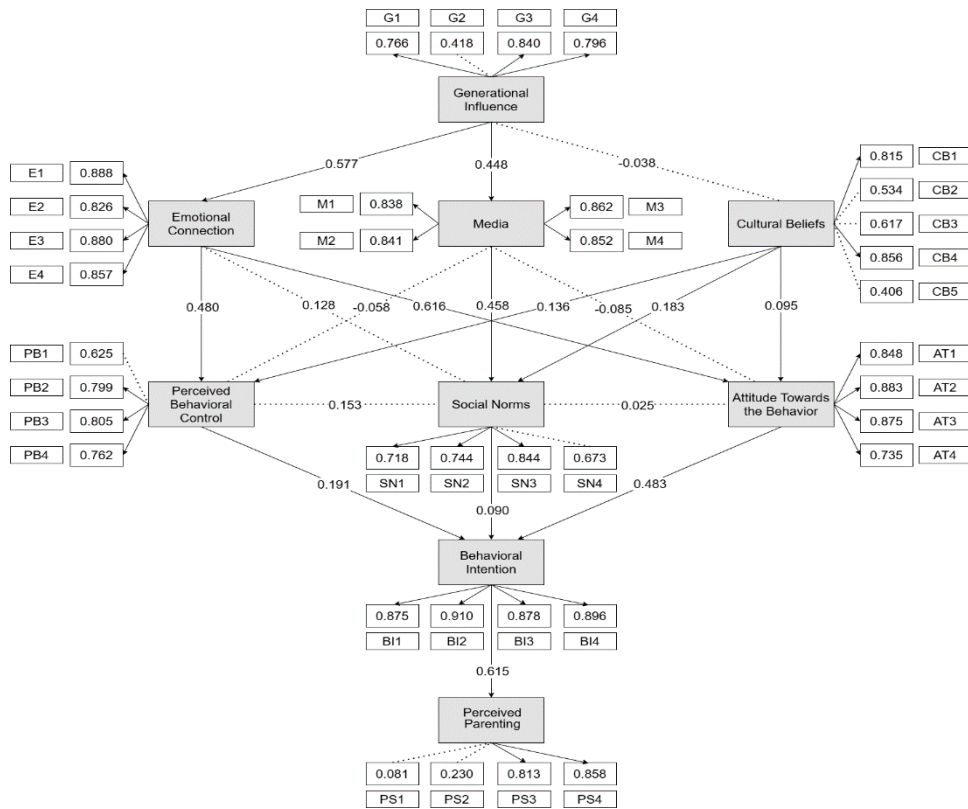 G1 G2 G3 G4
0.766 0.418 0.840 0.796
Generational
Influence
0.577 0.448 -0.038
E1 0.888
E2 0.826
E3 0.880
E4 0.857
Emotional
Connection
M1 0.838
M2 0.841
Media
0.862 M3
0.852 M4
Cultural Beliefs
0.815 CB1
0.534 CB2
0.617 CB3
0.856 CB4
0.406 CB5
0.480 0.128 0.616 -0.058 0.458 0.136 -0.085 0.183 0.095
PB1 0.625
PB2 0.799
PB3 0.805
PB4 0.762
Perceived
Behavioral
Control
0.153
Social Norms
0.025
Attitude Towards
the Behavior
0.848 AT1
0.883 AT2
0.875 AT3
0.735 AT4
0.718 0.744 0.844 0.673
SN1 SN2 SN3 SN4
0.191 0.090 0.483
Behavioral
Intention
0.875 0.910 0.878 0.896
BI1 BI2 BI3 BI4
0.615
Perceived
Parenting
0.081 0.230 0.813 0.858
PS1 PS2 PS3 PS4